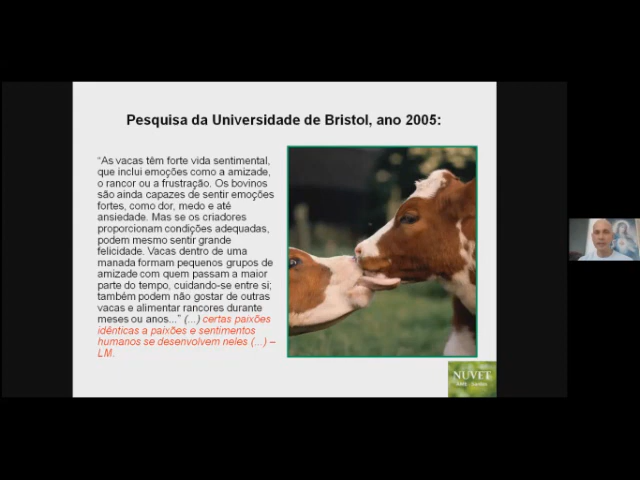 Pesquisa da Universidade de Bristol, ano 2005:
“As vacas têm forte vida sentimental,
que inclui emoções como a amizade,
o rancor ou a frustração. Os bovinos
são ainda capazes de sentir emoções
fortes, como dor, medo e até
ansiedade. Mas se os criadores
proporcionam condições adequadas,
podem mesmo sentir grande
felicidade. Vacas dentro de uma
manada formam pequenos grupos de
amizade com quem passam a maior
parte do tempo, cuidando-se entre si;
também podem não gostar de outras
vacas e alimentar rancores durante
meses ou anos...” (...) certas paixões
idênticas a paixões e sentimentos
humanos se desenvolvem neles (...) –
LM.
NUVET